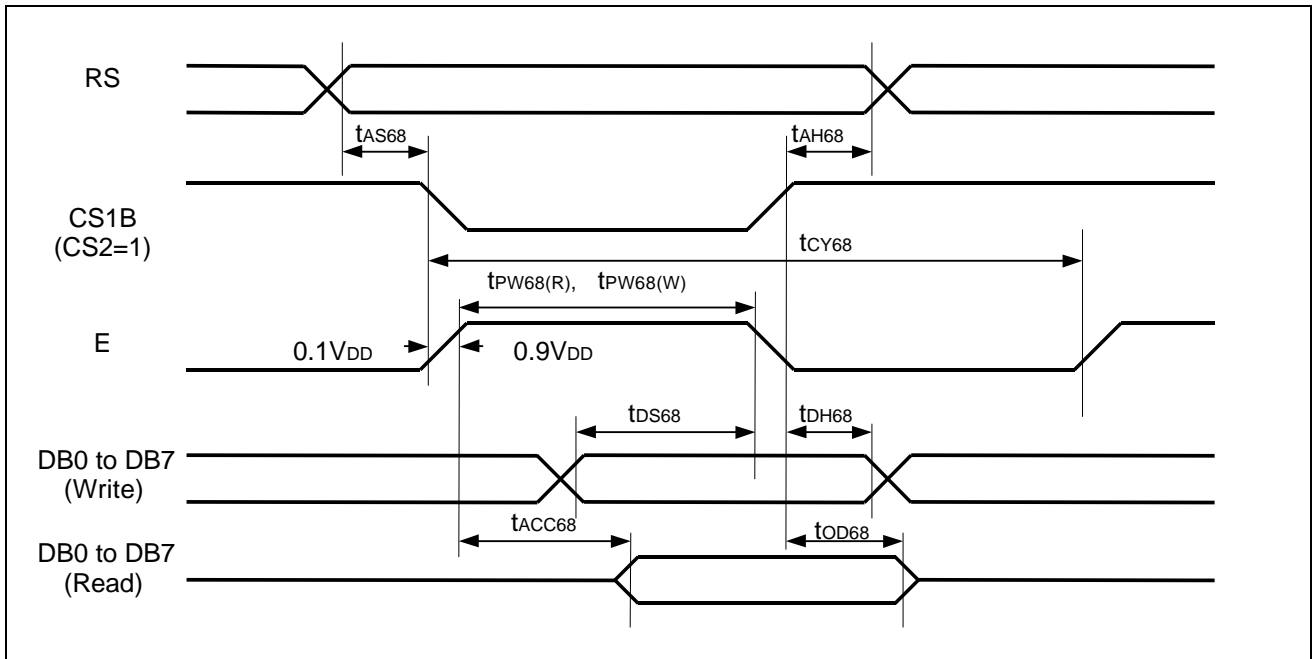 RS
tAS68
tAH68
CS1B
(CS2=1)
tCY68
tPW68(R), tPW68(W)
E
0.1VDD
0.9VDD
tDS68
tDH68
DB0 to DB7
(Write)
tACC68
tOD68
DB0 to DB7
(Read)